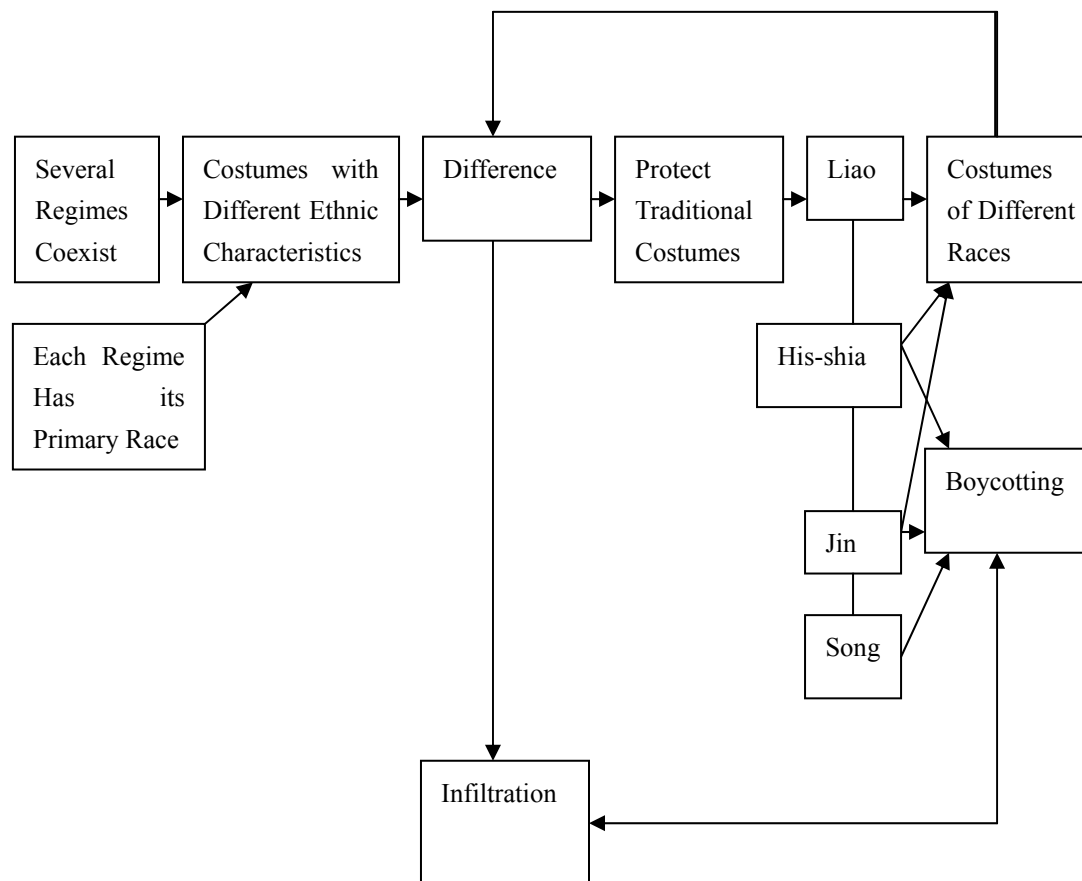 Several
Regimes
Coexist
Costumes with
Different Ethnic
Characteristics
Difference
Protect
Traditional
Costumes
Liao
Costumes
of Different
Races
Each Regime
Has its
Primary Race
His-shia
Boycotting
Jin
Song
Infiltration